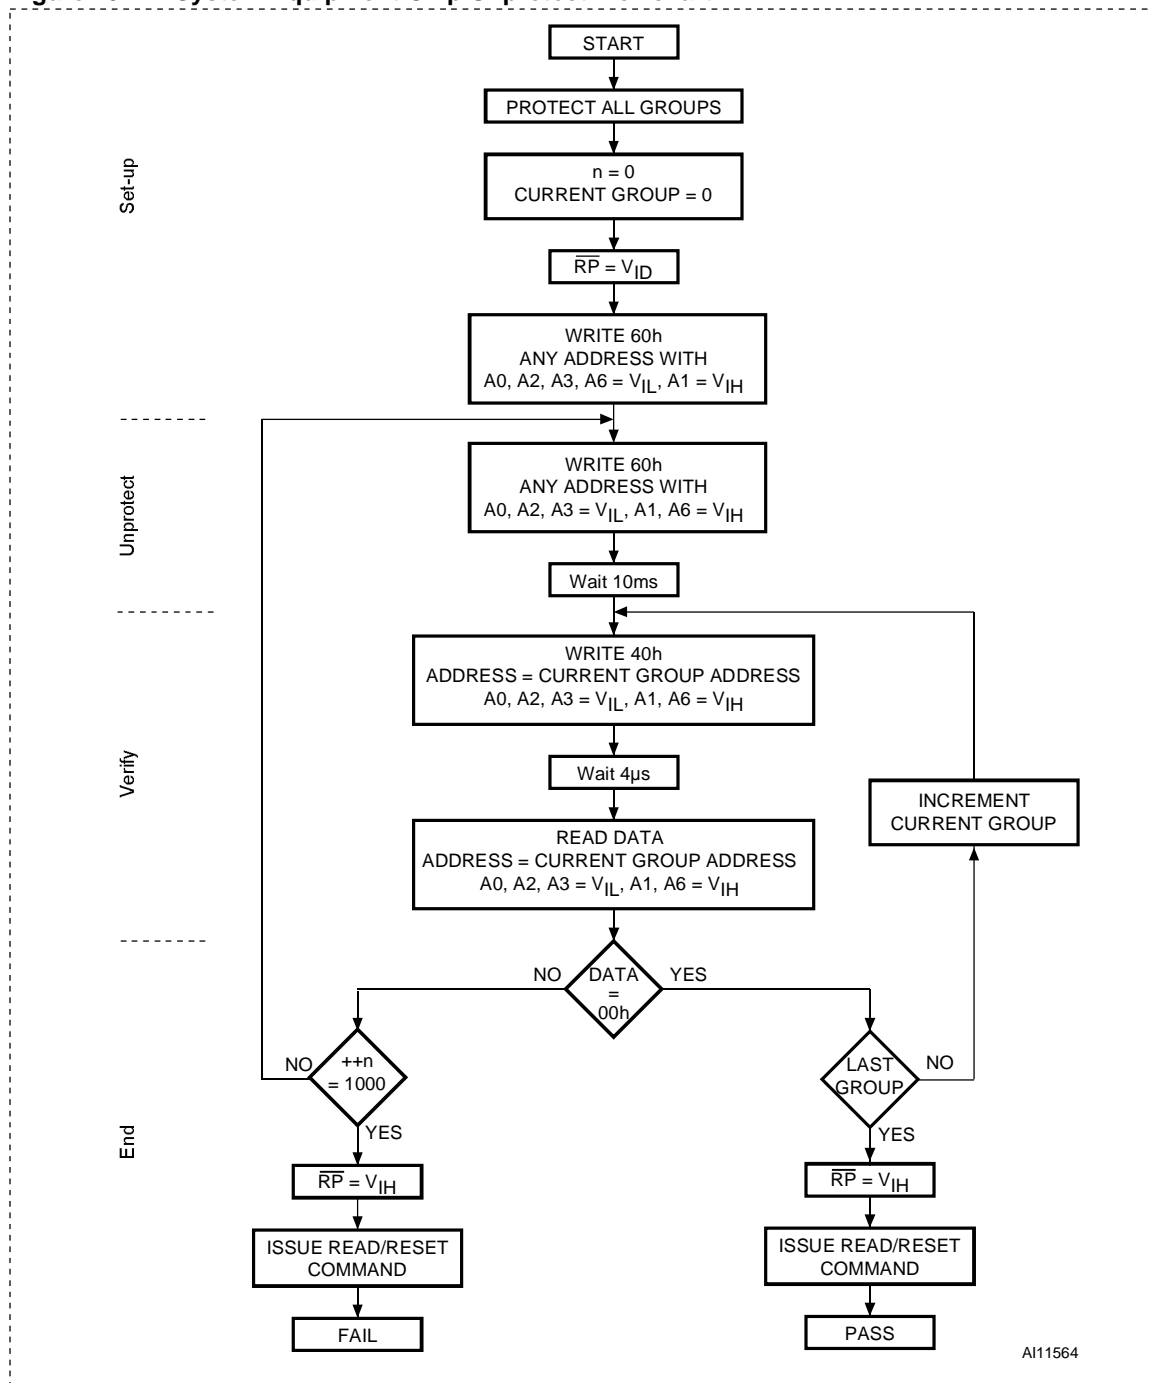 START
PROTECT ALL GROUPS
n = 0
CURRENT GROUP = 0
Set-up
RP = VID
WRITE 60h
ANY ADDRESS WITH
A0, A2, A3, A6 = VIL, A1 = VIH
WRITE 60h
ANY ADDRESS WITH
A0, A2, A3 = VIL, A1, A6 = VIH
Unprotect
Wait 10ms
WRITE 40h
ADDRESS = CURRENT GROUP ADDRESS
A0, A2, A3 = VIL, A1, A6 = VIH
Verify
Wait 4µs
INCREMENT
CURRENT GROUP
READ DATA
ADDRESS = CURRENT GROUP ADDRESS
A0, A2, A3 = VIL, A1, A6 = VIH
NO
DATA
=
00h
YES
NO
++n
= 1000
LAST
GROUP
NO
End
YES
YES
RP = VIH
RP = VIH
ISSUE READ/RESET
COMMAND
ISSUE READ/RESET
COMMAND
FAIL
PASS
AI11564